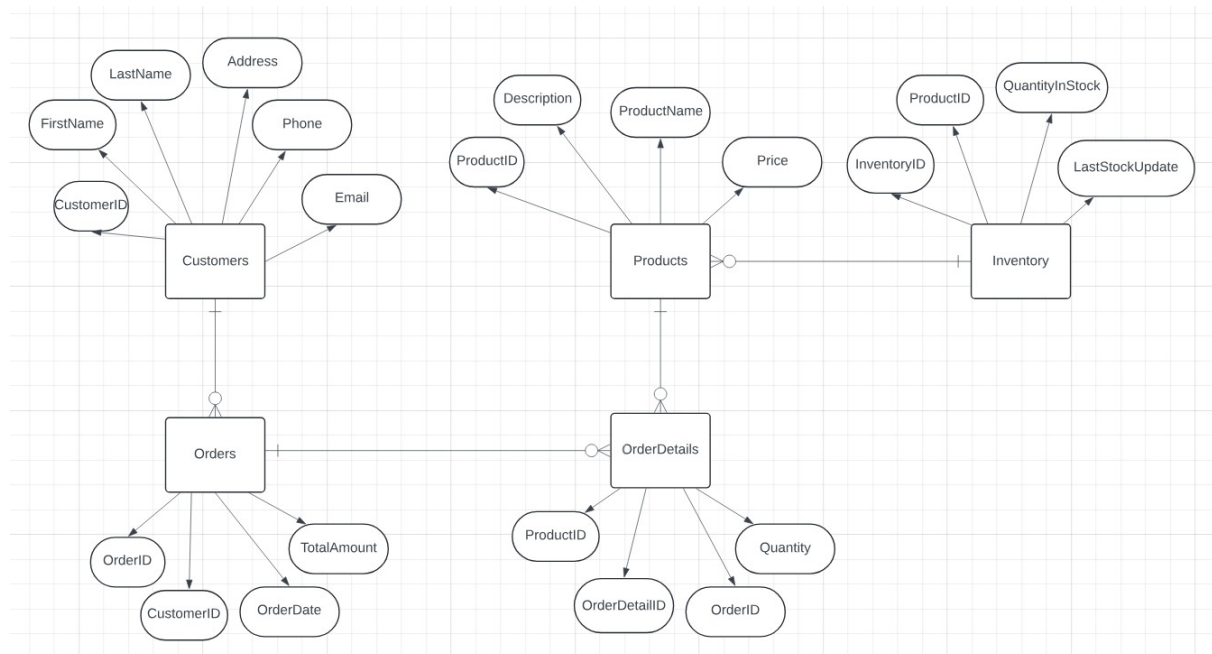 Address
LastName
FirstName
Phone
CustomerID
Email
Customers
Description
ProductName
ProductID
Price
Products
QuantityInStock
ProductID
InventoryID
LastStockUpdate
Inventory
Orders
OrderID
CustomerID
OrderDate
TotalAmount
OrderDetails
ProductID
OrderDetailID
OrderID
Quantity